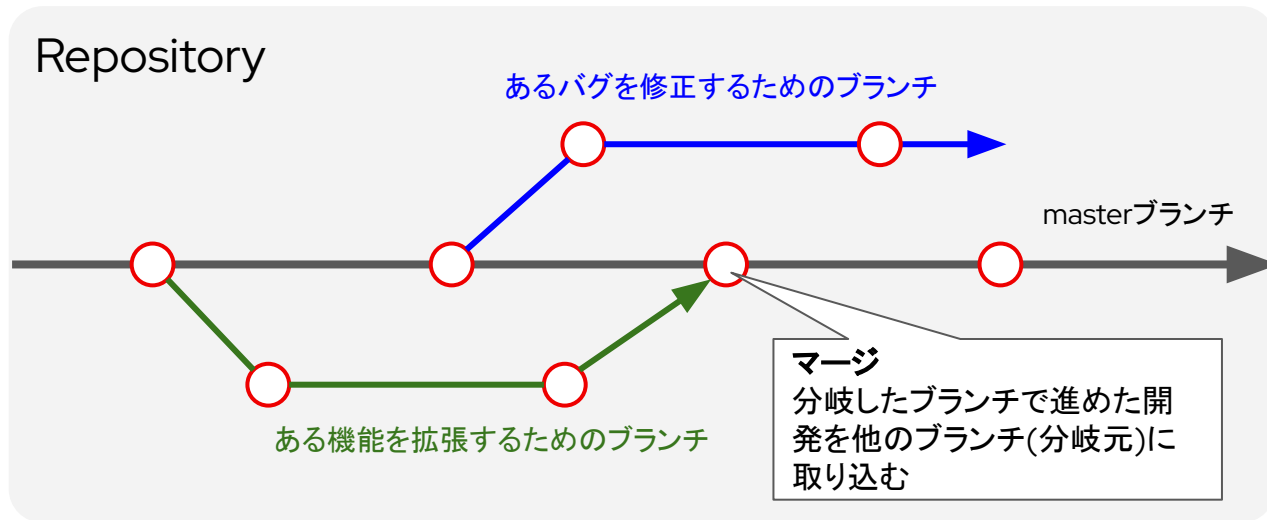 Repository
あるバグを修正するためのブランチ
masterブランチ
マージ
分岐したブランチで進めた開
発を他のブランチ(分岐元)に
取り込む
ある機能を拡張するためのブランチ